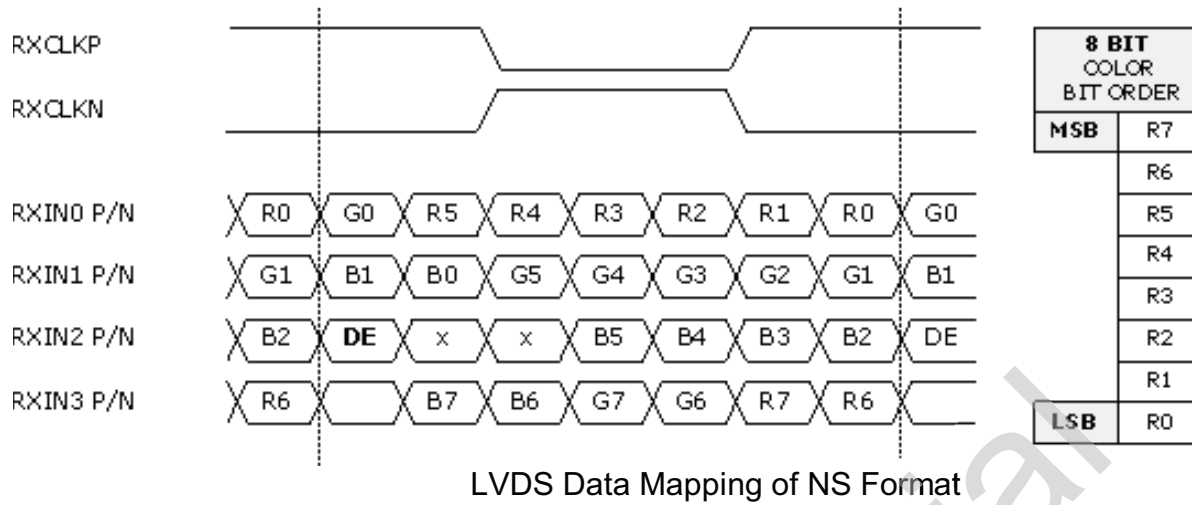 RXCLKP
RXCLKN
RXIN0 P/N R0 G0 R5 R4 R3 R2 R1 R0 G0
RXIN1 P/N G1 B1 B0 G5 G4 G3 G2 G1 B1
RXIN2 P/N B2 DE x x B5 B4 B3 B2 DE
RXIN3 P/N R6 B7 B6 G7 G6 R7 R6
8 BIT
COLOR
BIT ORDER
MSB R7
R6
R5
R4
R3
R2
R1
LSB R0
LVDS Data Mapping of NS Format